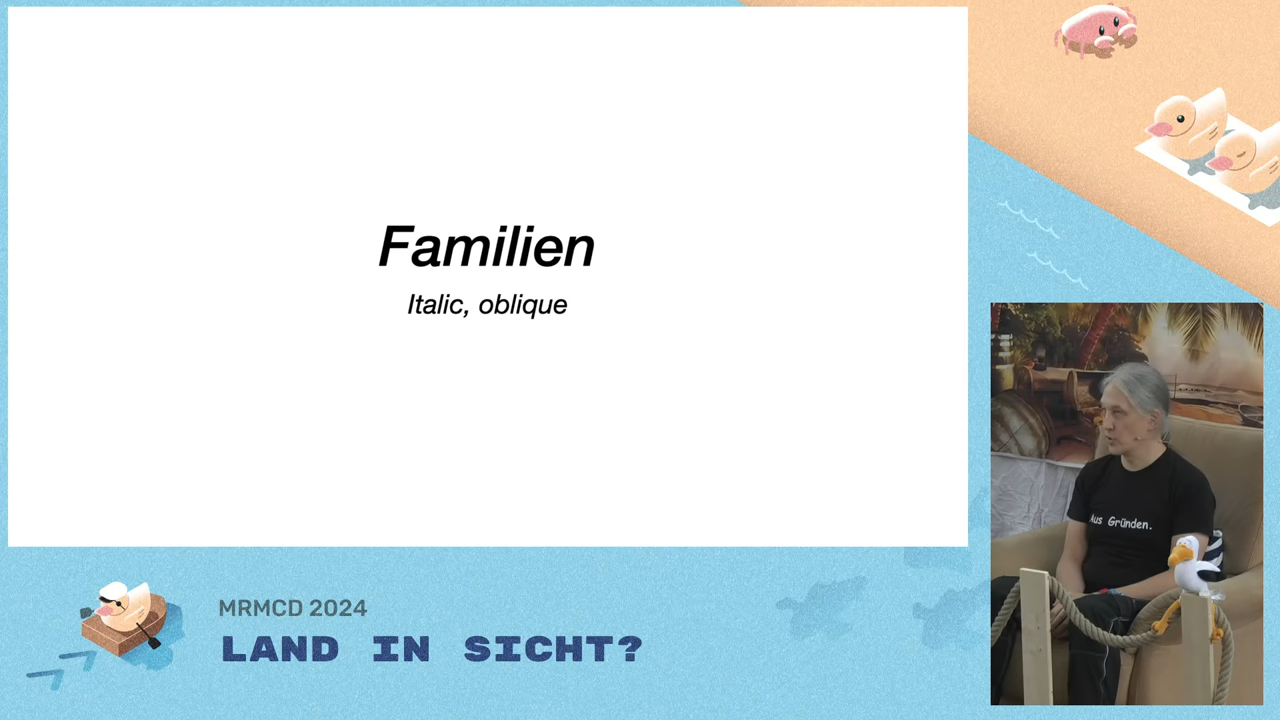 Familien
Italic, oblique
Aus Gründen.
MRMCD 2024
LAND IN SICHT?